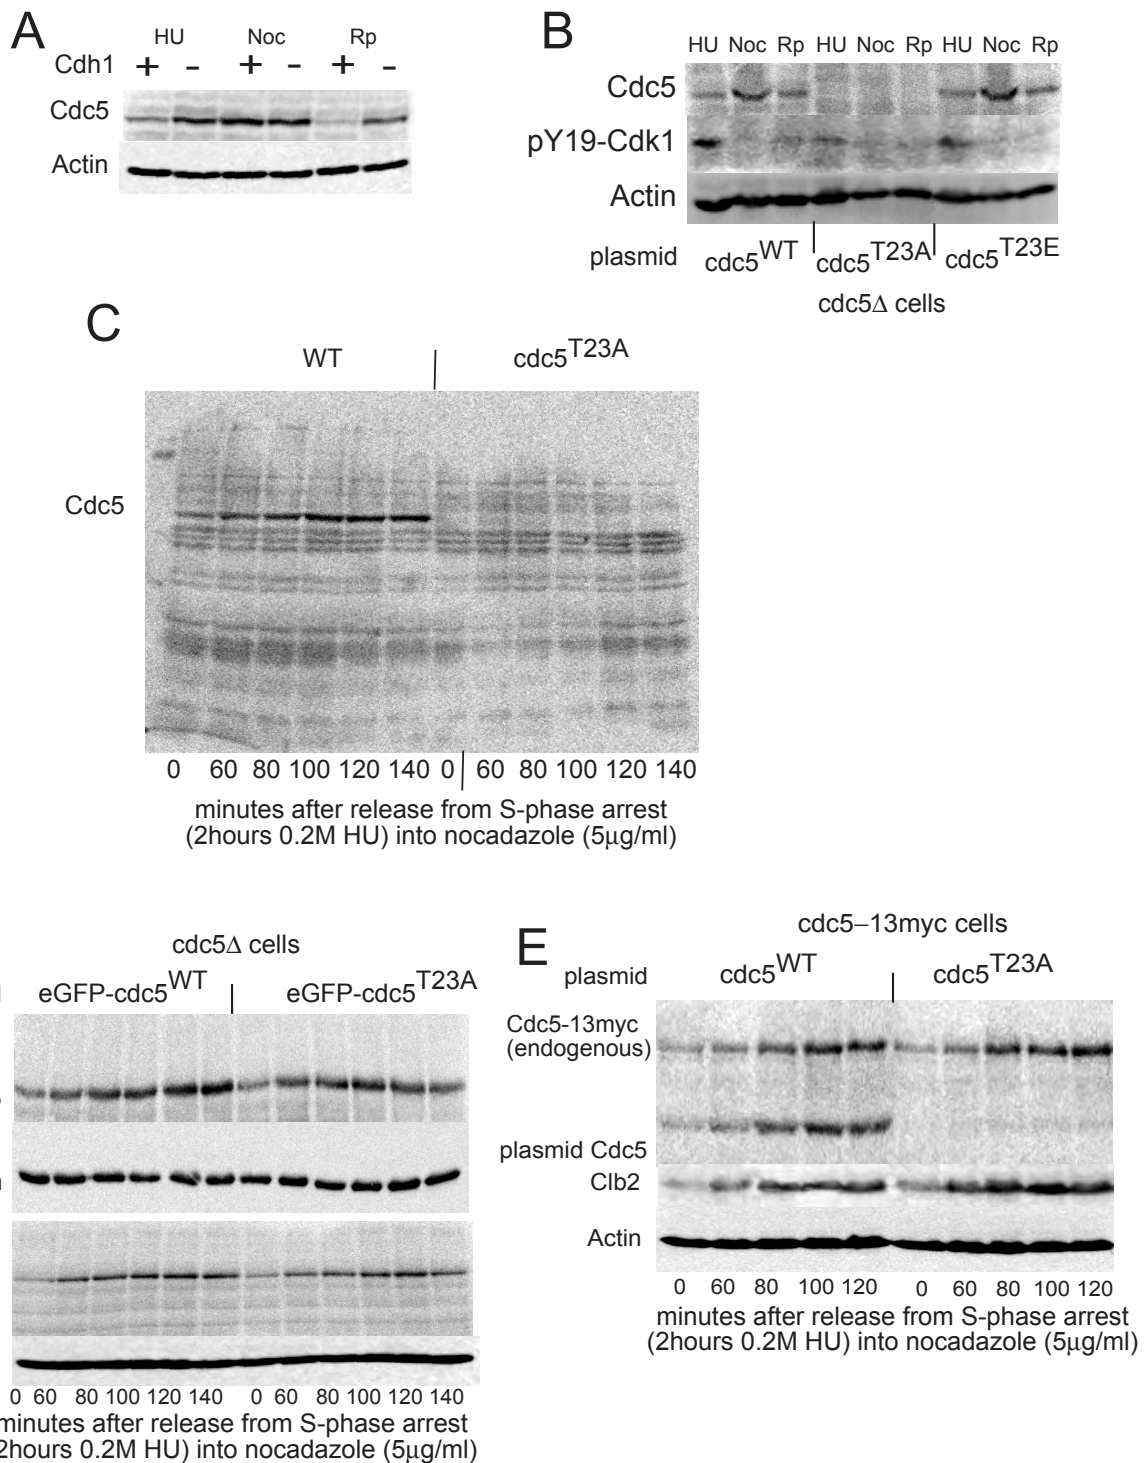 A
HU Noc Rp
Cdh1 + - + - + -
Cdc5
Actin
B
HU Noc Rp HU Noc Rp HU Noc Rp
Cdc5
pY19-Cdk1
Actin
plasmid cdc5WT cdc5T23A cdc5T23E
cdc5Δ cells
C
WT cdc5T23A
Cdc5
0 60 80 100 120 140 0 60 80 100 120 140
minutes after release from S-phase arrest
(2hours 0.2M HU) into nocadazole (5µg/ml)
cdc5Δ cells
eGFP-cdc5WT eGFP-cdc5T23A
0 60 80 100 120 140 0 60 80 100 120 140
minutes after release from S-phase arrest
2hours 0.2M HU) into nocadazole (5µg/ml)
E
cdc5–13myc cells
plasmid cdc5WT cdc5T23A
Cdc5-13myc
(endogenous)
plasmid Cdc5
Clb2
Actin
0 60 80 100 120 0 60 80 100 120
minutes after release from S-phase arrest
(2hours 0.2M HU) into nocadazole (5µg/ml)